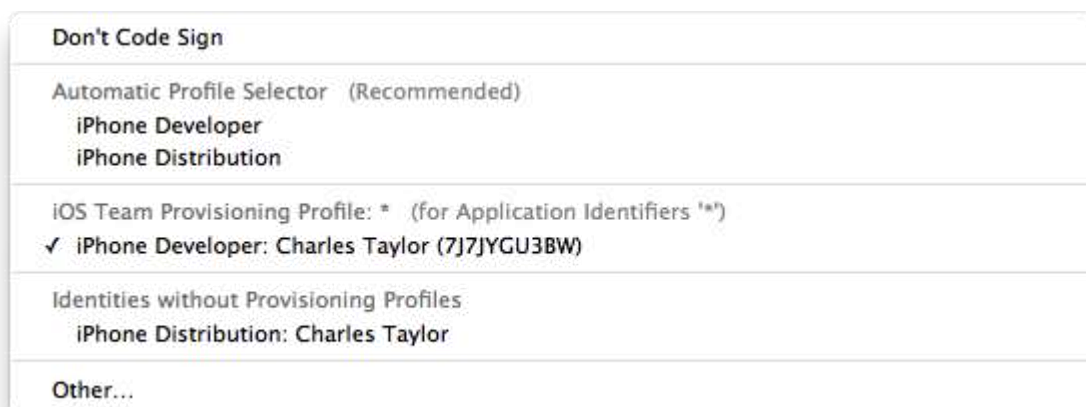 Don't Code Sign
Automatic Profile Selector (Recommended)
iPhone Developer
iPhone Distribution
iOS Team Provisioning Profile: * (for Application Identifiers '*')
✓ iPhone Developer: Charles Taylor (7J7JYGU3BW)
Identities without Provisioning Profiles
iPhone Distribution: Charles Taylor
Other...